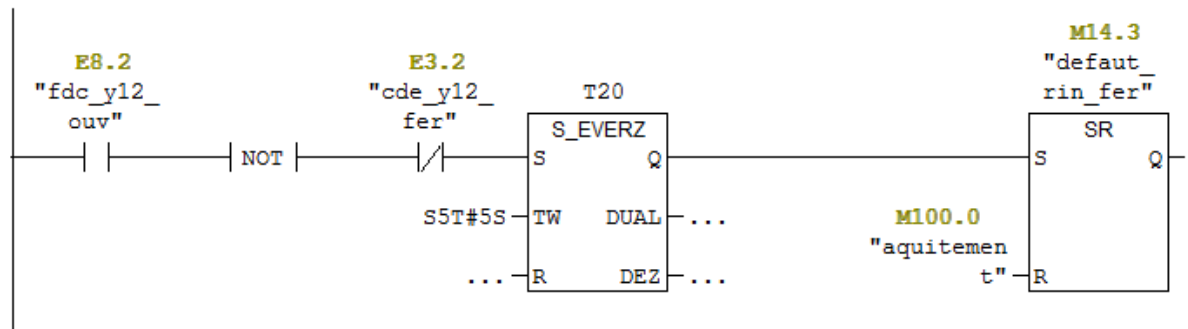 E8.2
"fdc_y12_
ouv"
NOT
E3.2
"cde_y12_
fer"
T20
S_EVERZ
S Q
S5T#5S TW DUAL ...
... R DEZ ...
M14.3
"defaut_
rin_fer"
SR
S Q
M100.0
"aquitemen
t" R